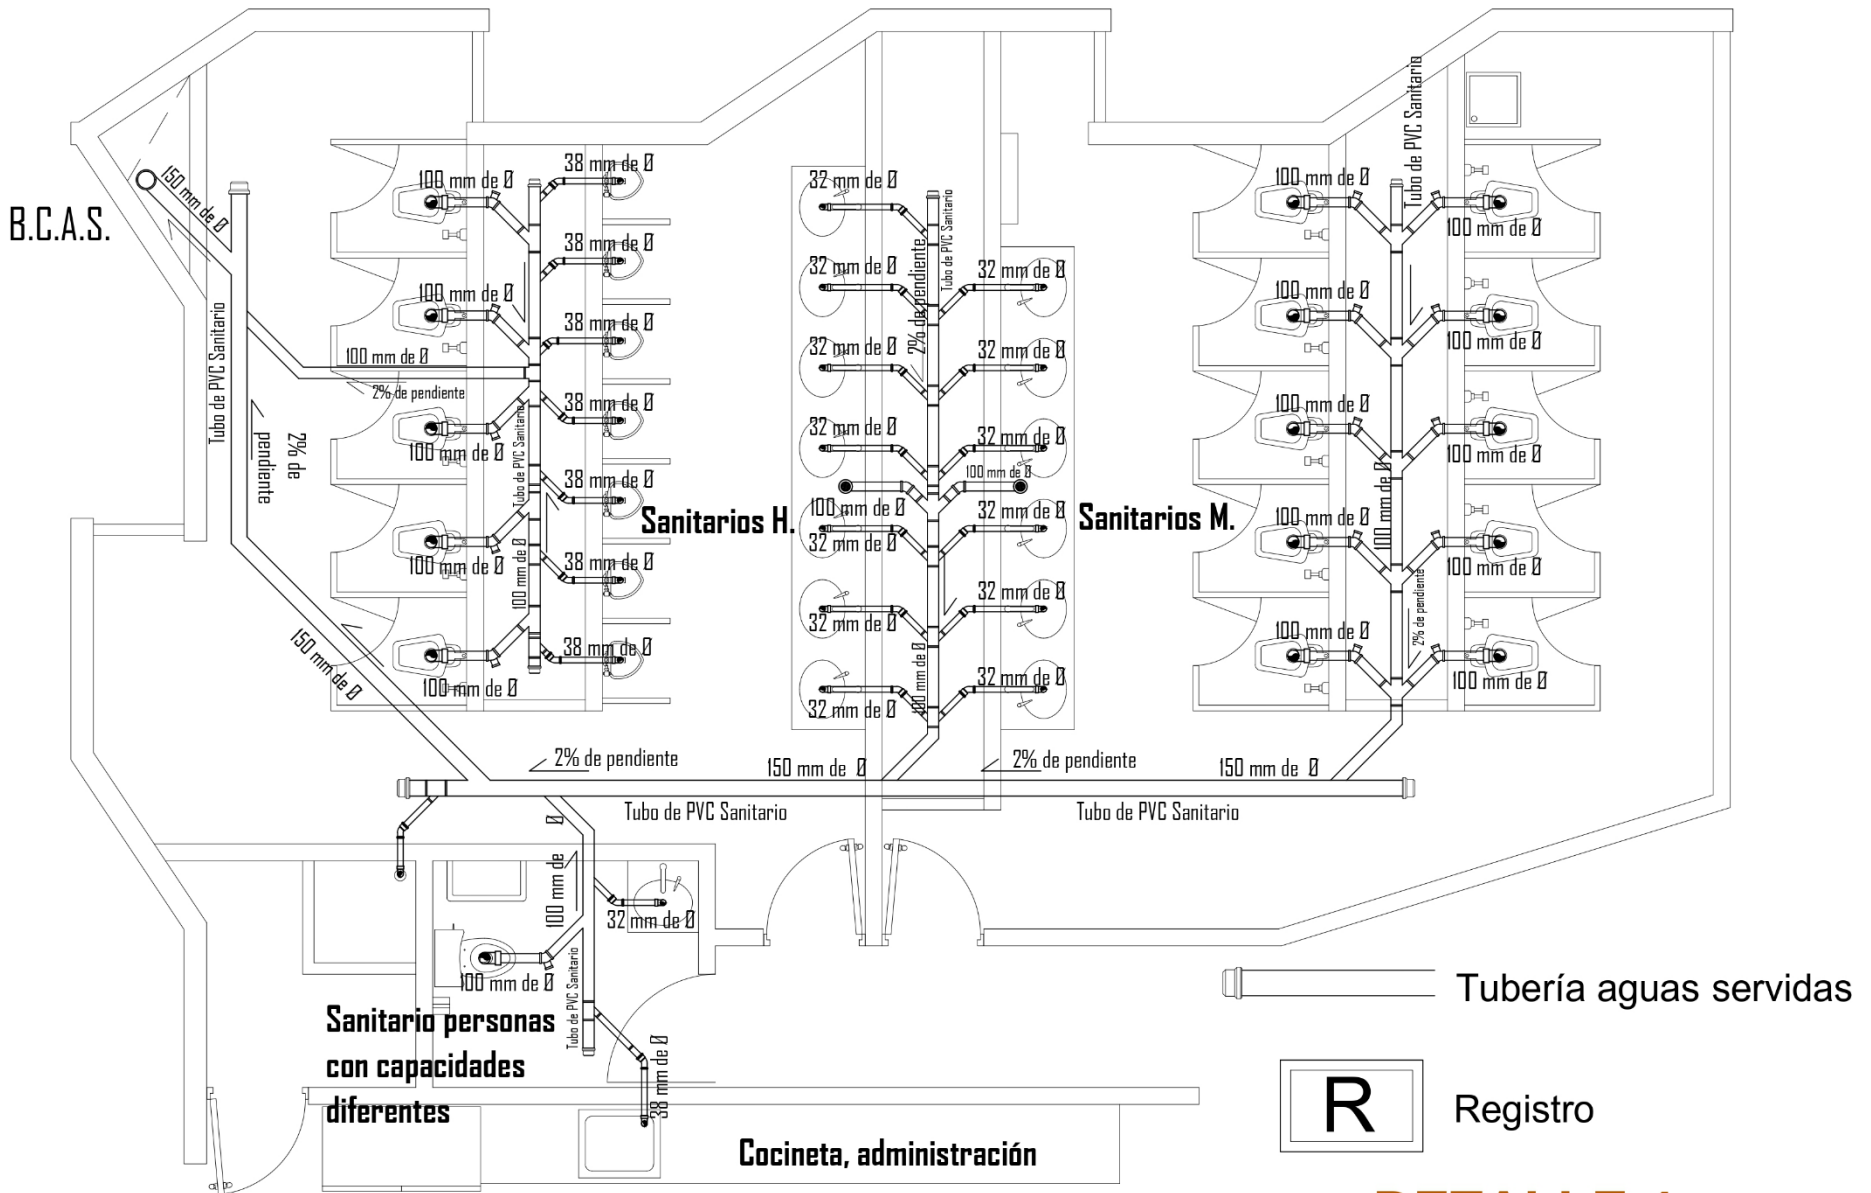 B.C.A.S.
150 mm de Ø
Tubo de PVC Sanitario
2% de
pendiente
150 mm de Ø
100 mm de Ø
2% de pendiente
100 mm de Ø
100 mm de Ø
100 mm de Ø
100 mm de Ø
100 mm de Ø
Tubo de PVC Sanitario
100 mm de Ø
38 mm de Ø
38 mm de Ø
38 mm de Ø
38 mm de Ø
38 mm de Ø
38 mm de Ø
38 mm de Ø
Sanitarios H.
32 mm de Ø
32 mm de Ø
32 mm de Ø
32 mm de Ø
100 mm de Ø
32 mm de Ø
32 mm de Ø
32 mm de Ø
2% de pendiente
Tubo de PVC Sanitario
100 mm de Ø
32 mm de Ø
32 mm de Ø
32 mm de Ø
100 mm de Ø
32 mm de Ø
32 mm de Ø
32 mm de Ø
Sanitarios M.
Tubo de PVC Sanitario
100 mm de Ø
100 mm de Ø
100 mm de Ø
100 mm de Ø
100 mm de Ø
100 mm de Ø
100 mm de Ø
100 mm de Ø
100 mm de Ø
100 mm de Ø
100 mm de Ø
2% de pendiente
2% de pendiente
150 mm de Ø
2% de pendiente
150 mm de Ø
Tubo de PVC Sanitario
Tubo de PVC Sanitario
100 mm de Ø
32 mm de Ø
100 mm de Ø
Tubo de PVC Sanitario
38 mm de Ø
Sanitario personas
con capacidades
diferentes
Cocineta, administración
Tubería aguas servidas
R
Registro